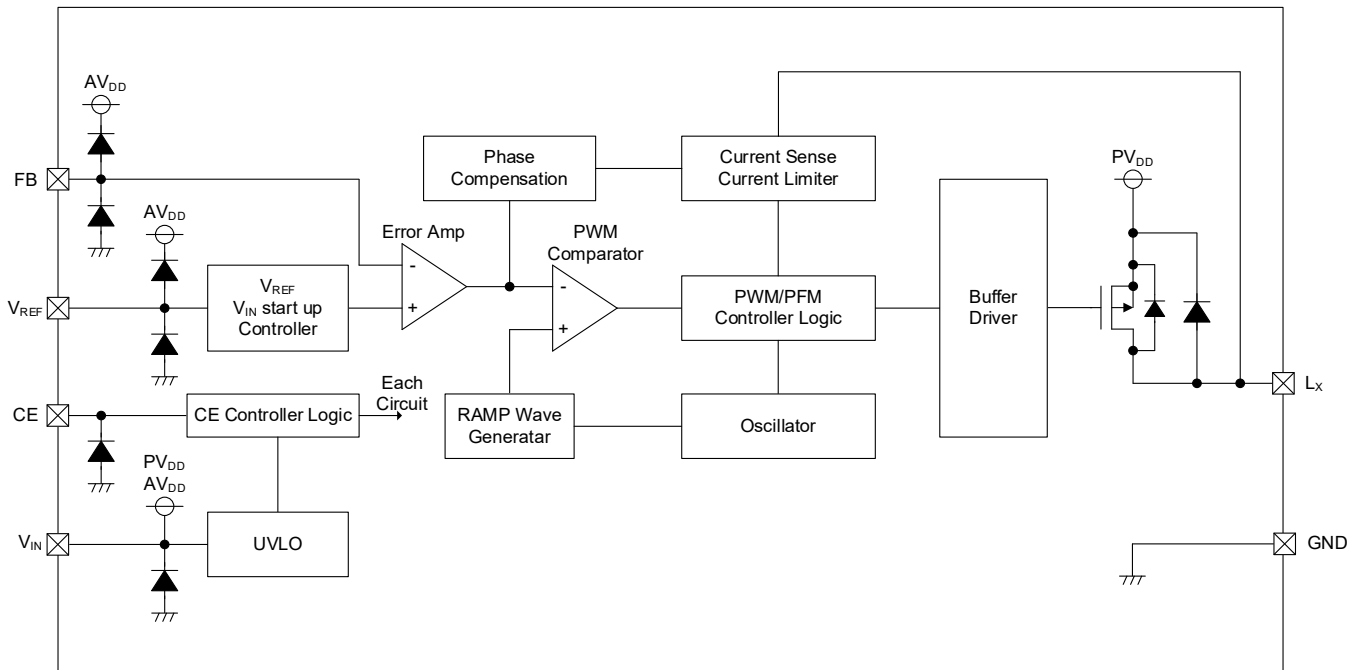 AVDD
FB
AVDD
VREF
VREF
VIN start up
Controller
Error Amp
-
+
Phase
Compensation
Current Sense
Current Limiter
PWM
Comparator
-
+
PWM/PFM
Controller Logic
Buffer
Driver
PVDD
LX
CE
CE Controller Logic
Each
Circuit
RAMP Wave
Generatar
Oscillator
PVDD
AVDD
VIN
UVLO
GND